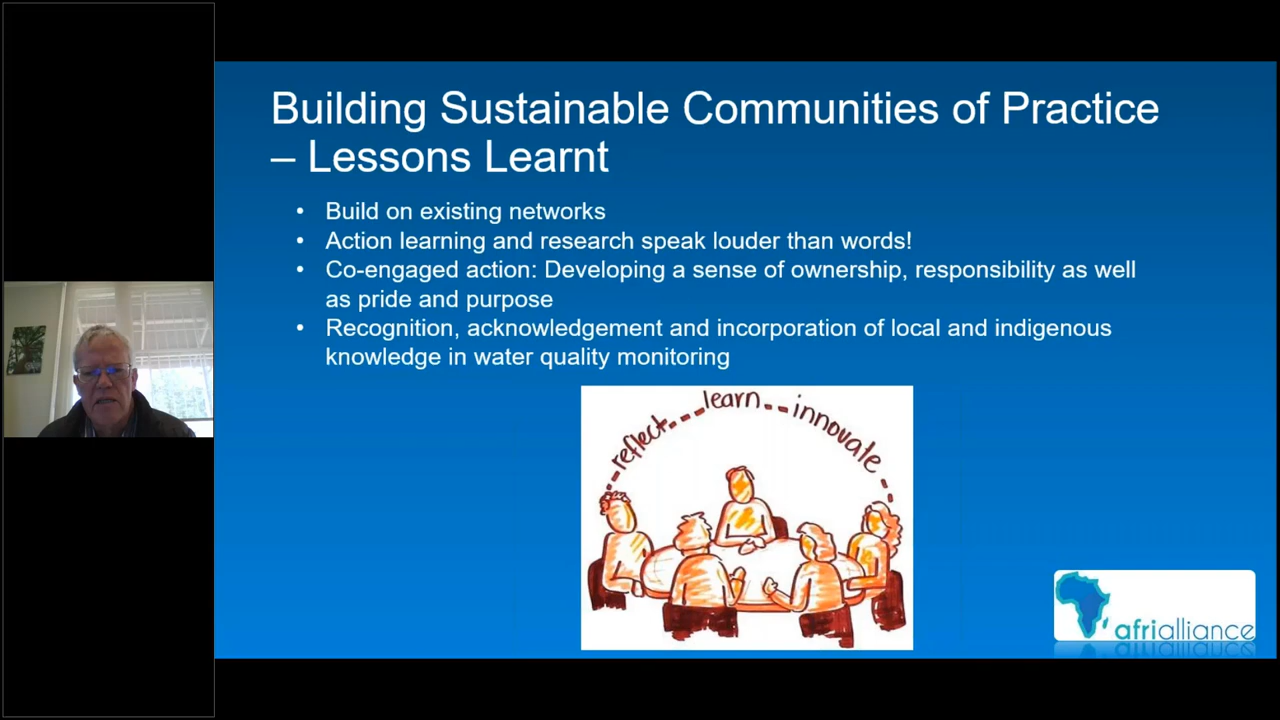 Building Sustainable Communities of Practice
– Lessons Learnt
• Build on existing networks
• Action learning and research speak louder than words!
• Co-engaged action: Developing a sense of ownership, responsibility as well
as pride and purpose
• Recognition, acknowledgement and incorporation of local and indigenous
knowledge in water quality monitoring
reflect learn innovate
afrialliance